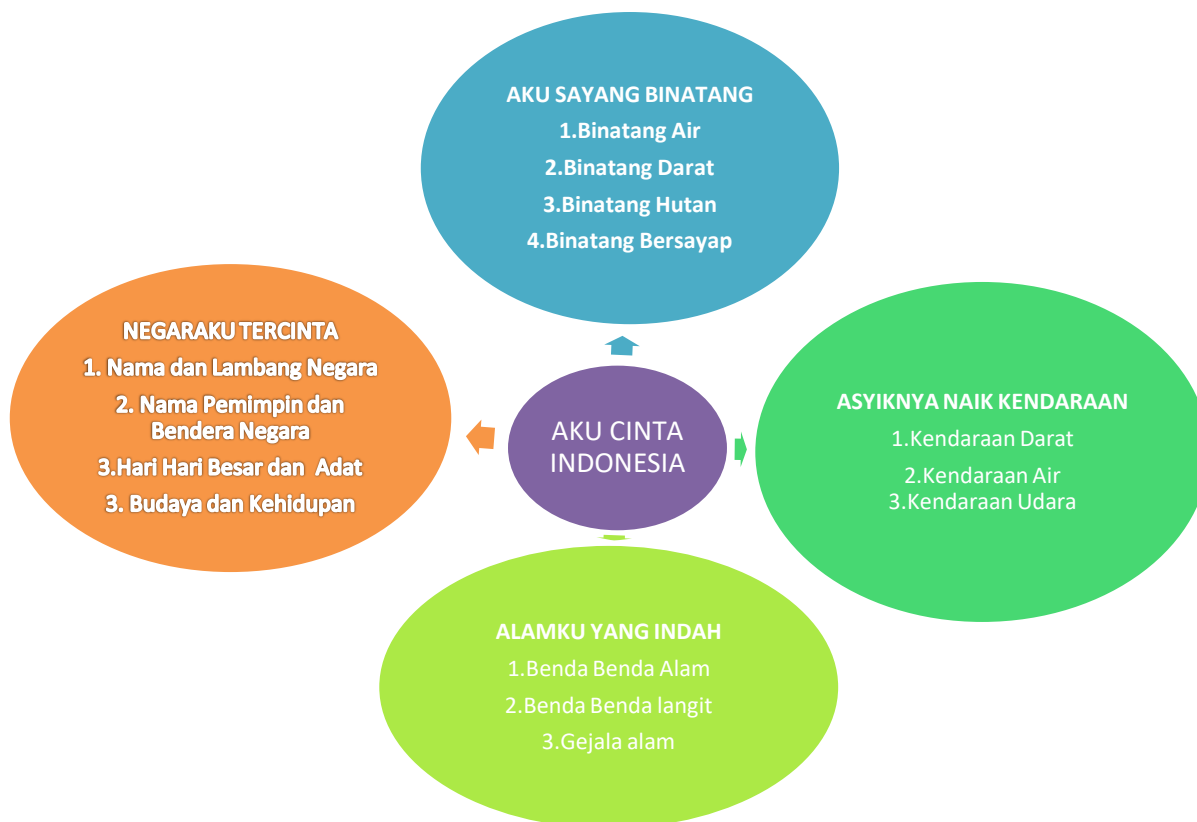 AKU SAYANG BINATANG
1.Binatang Air
2.Binatang Darat
3.Binatang Hutan
4.Binatang Bersayap
NEGARAKU TERCINTA
1. Nama dan Lambang Negara
2. Nama Pemimpin dan
Bendera Negara
3.Hari Hari Besar dan Adat
3. Budaya dan Kehidupan
AKU CINTA
INDONESIA
ASYIKNYA NAIK KENDARAAN
1.Kendaraan Darat
2.Kendaraan Air
3.Kendaraan Udara
ALAMKU YANG INDAH
1.Benda Benda Alam
2.Benda Benda langit
3.Gejala alam